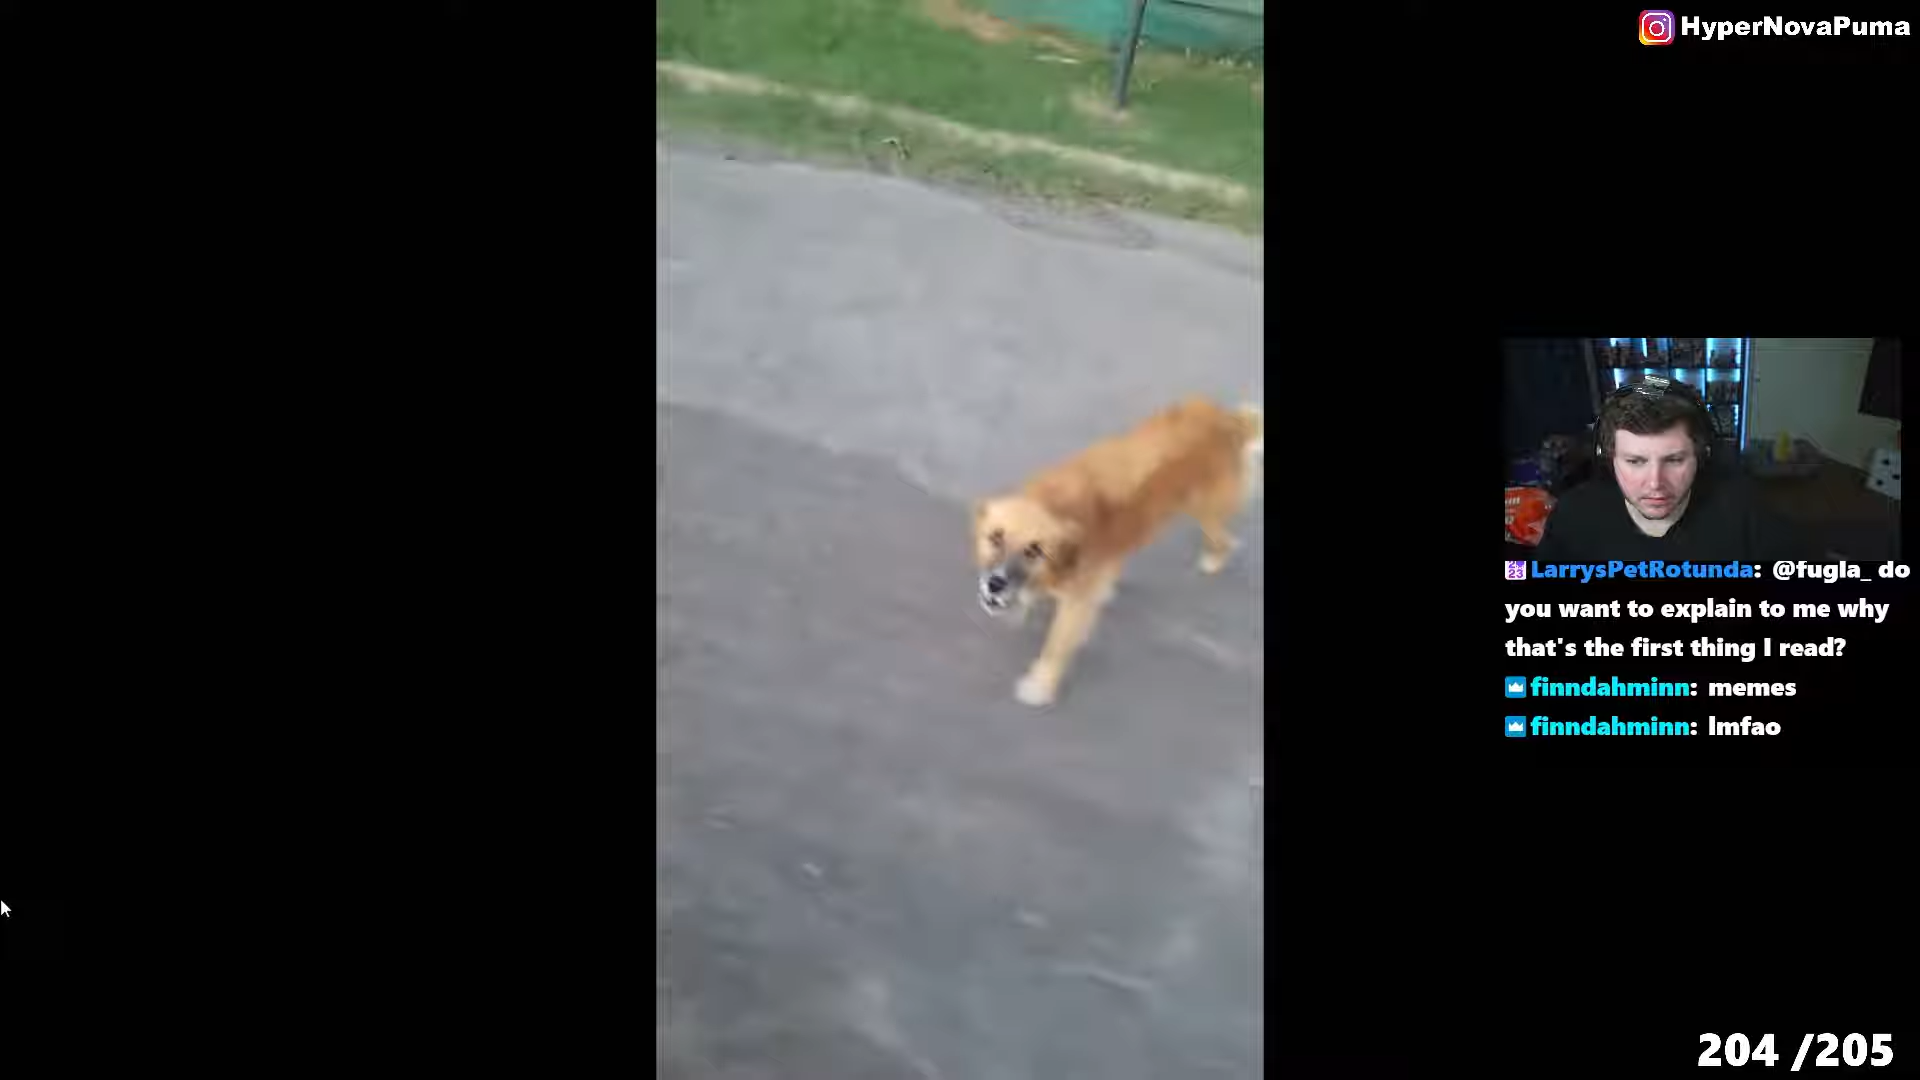 HyperNovaPuma
LarrysPetRotunda: @fugla_ do
you want to explain to me why
that's the first thing I read?
finndahminn: memes
finndahminn: lmfao
204 /205